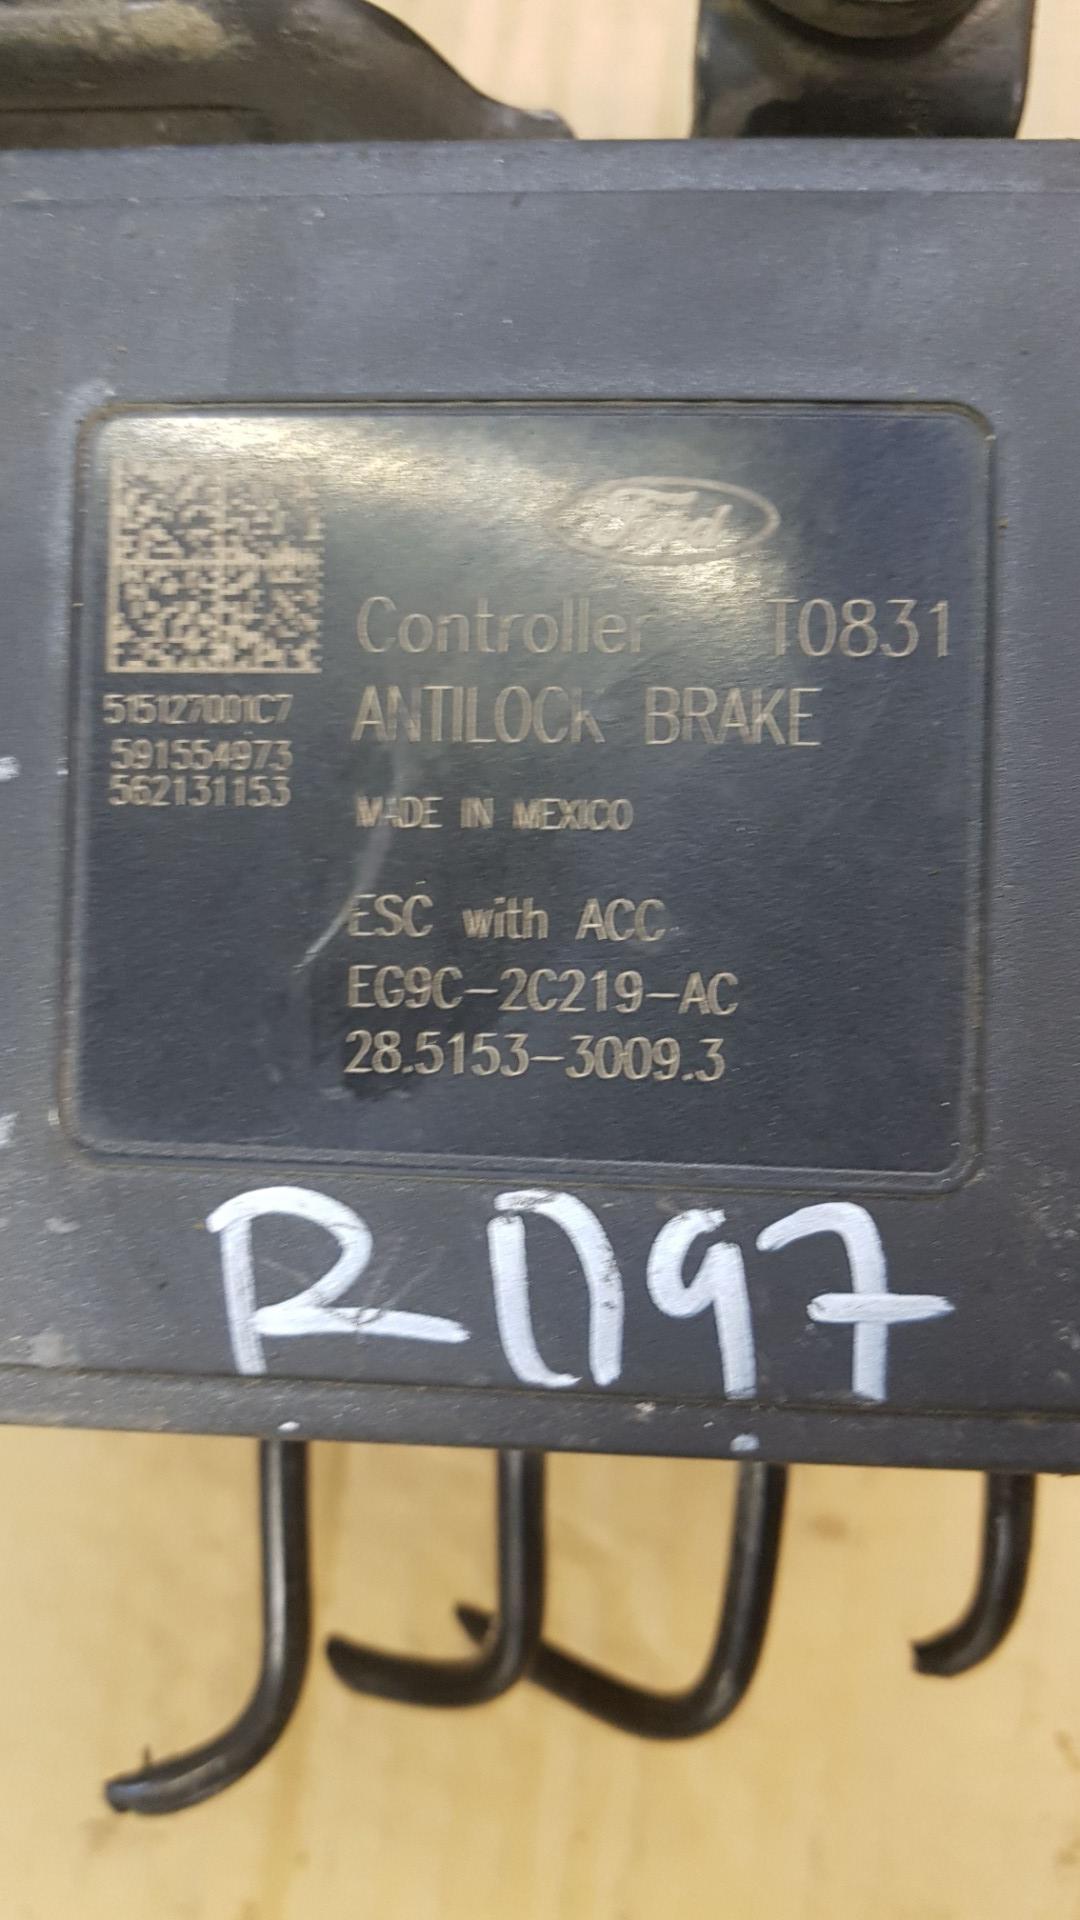 Ford
Controller T0831
ANTILOCK BRAKE
MADE IN MEXICO
515127001C7
591554973
562131153
ESC with ACC
EG9C-2C219-AC
28.5153-3009.3
R097